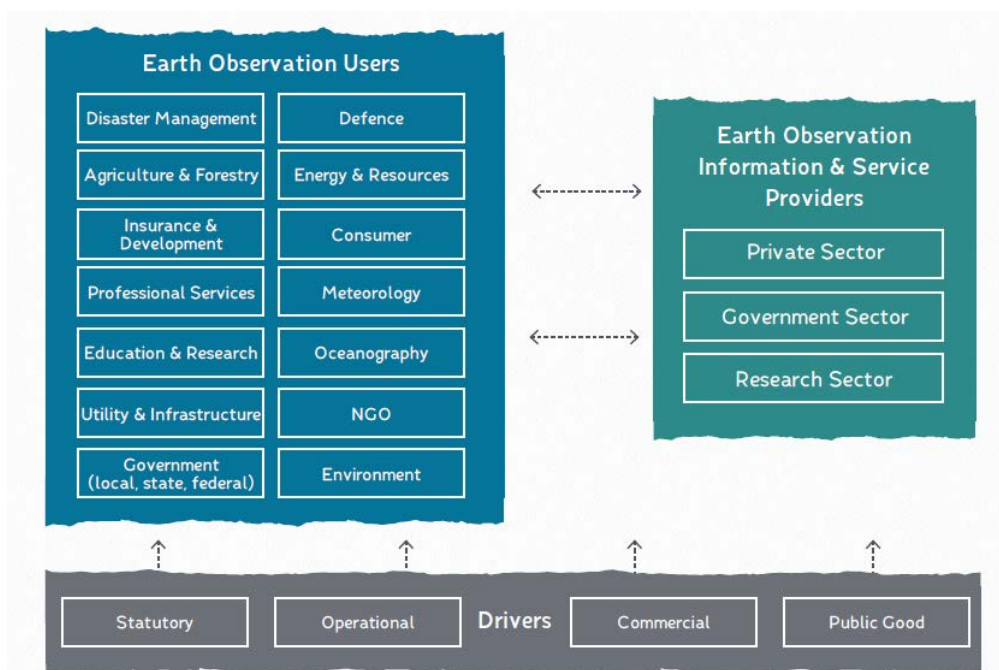 Earth Observation Users
Disaster Management
Defence
Agriculture & Forestry
Energy & Resources
Insurance &
Development
Consumer
Professional Services
Meteorology
Education & Research
Oceanography
Utility & Infrastructure
NGO
Government
(local, state, federal)
Environment
Earth Observation
Information & Service
Providers
Private Sector
Government Sector
Research Sector
Statutory
Operational
Drivers
Commercial
Public Good